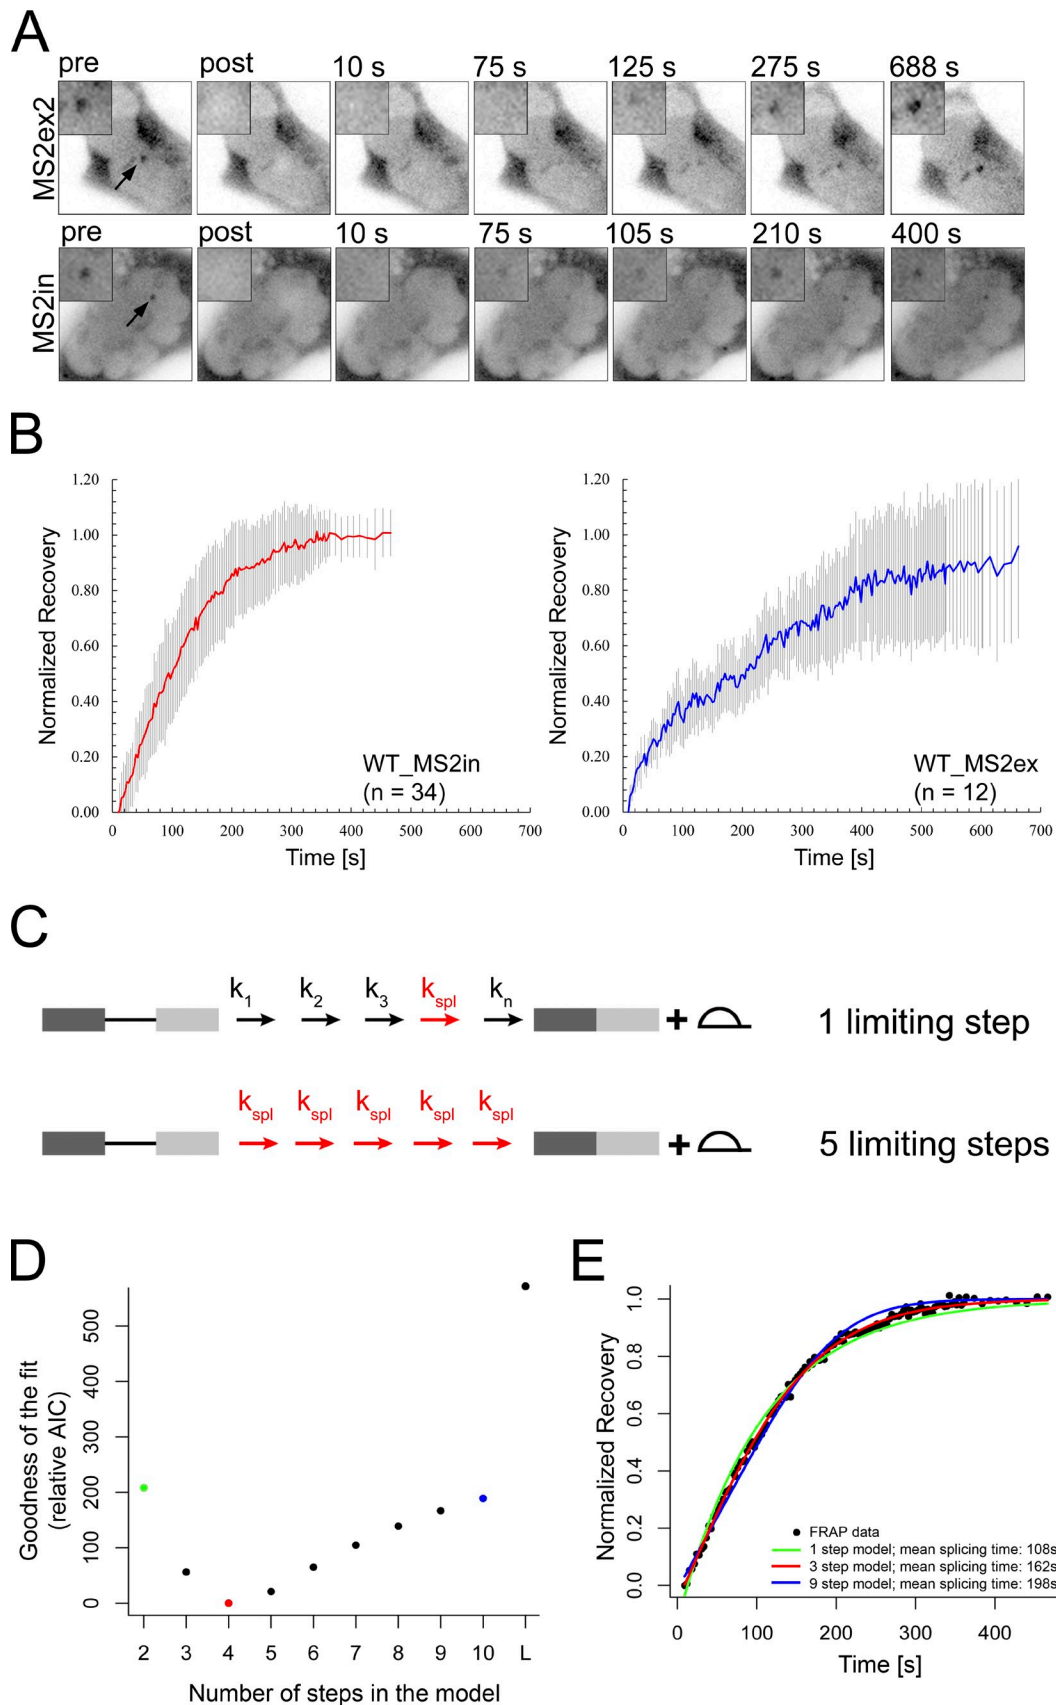 A
pre post 10 s 75 s 125 s 275 s 688 s
MS2ex2
pre post 10 s 75 s 105 s 210 s 400 s
MS2in
B
1.20
1.00
0.80
0.60
0.40
0.20
0.00
Normalized Recovery
WT_MS2in
(n = 34)
0 100 200 300 400 500 600 700
Time [s]
1.20
1.00
0.80
0.60
0.40
0.20
0.00
Normalized Recovery
WT_MS2ex
(n = 12)
0 100 200 300 400 500 600 700
Time [s]
C
k1 k2 k3 kspl kn
+ 1 limiting step
kspl kspl kspl kspl kspl
+ 5 limiting steps
D
500
400
300
200
100
0
Goodness of the fit
(relative AIC)
2 3 4 5 6 7 8 9 10 L
Number of steps in the model
E
1.0
0.8
0.6
0.4
0.2
0.0
Normalized Recovery
FRAP data
1 step model; mean splicing time: 108s
3 step model; mean splicing time: 162s
9 step model; mean splicing time: 198s
0 100 200 300 400
Time [s]